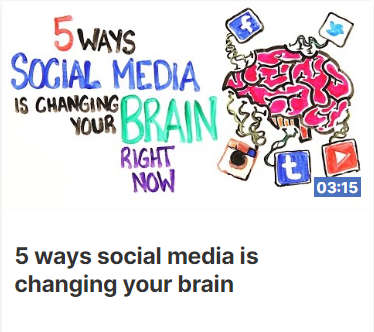 5 WAYS
SOCIAL MEDIA
IS CHANGING
YOUR BRAIN
RIGHT
NOW
03:15
5 ways social media is
changing your brain